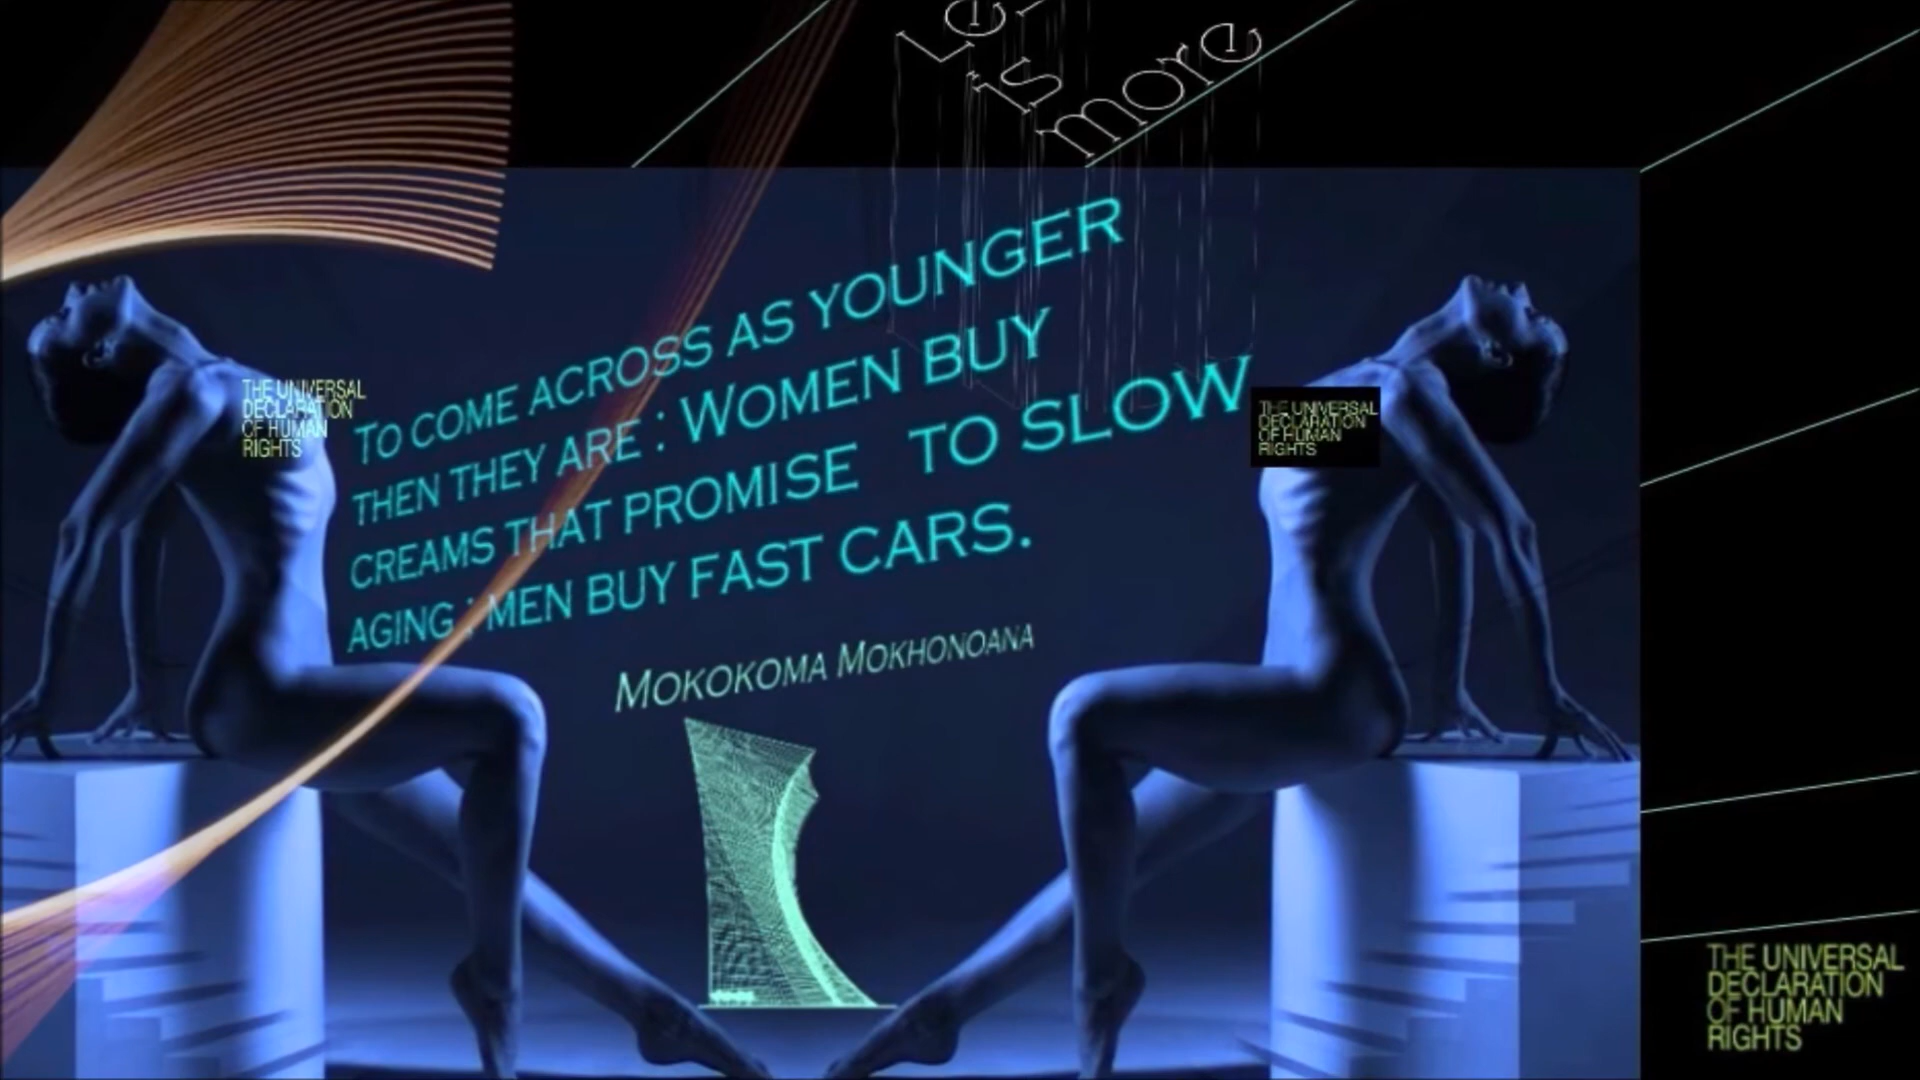 Le
is
more
TO COME ACROSS AS YOUNGER
THEN THEY ARE : WOMEN BUY
CREAMS THAT PROMISE TO SLOW
AGING ; MEN BUY FAST CARS.
MOKOKOMA MOKHONOANA
THE UNIVERSAL
DECLARATION
OF HUMAN
RIGHTS
THE UNIVERSAL
DECLARATION
OF HUMAN
RIGHTS
THE UNIVERSAL
DECLARATION
OF HUMAN
RIGHTS